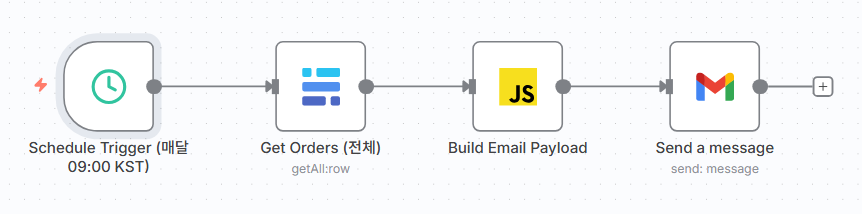 JS
Schedule Trigger (매달
09:00 KST)
Get Orders (전체)
getAll:row
Build Email Payload
Send a message
send: message